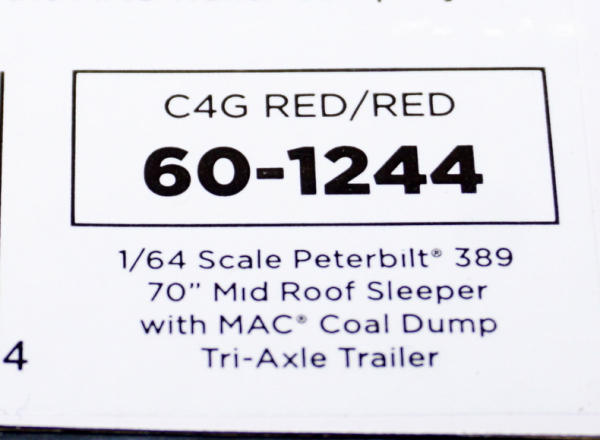 C4G RED/RED
60-1244
1/64 Scale Peterbilt® 389
70” Mid Roof Sleeper
with MAC® Coal Dump
Tri-Axle Trailer
4